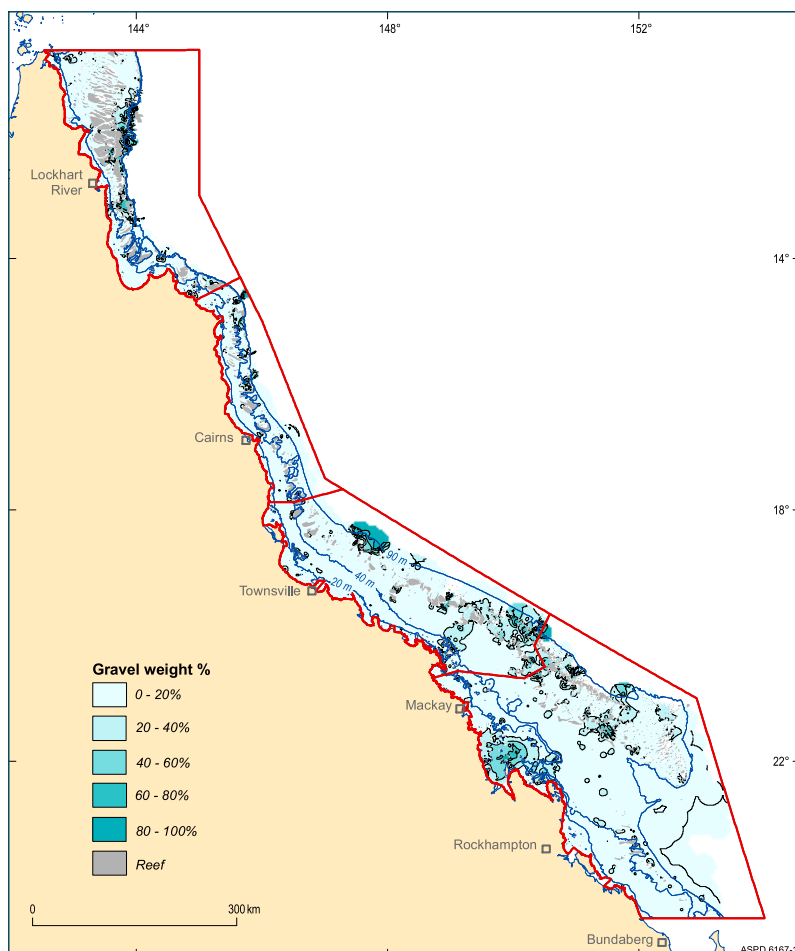 144°
148°
152°
Lockhart
River
14°
Cairns
18°
90 m
40 m
20 m
Townsville
Gravel weight %
0 - 20%
20 - 40%
Mackay
40 - 60%
22°
60 - 80%
80 - 100%
Rockhampton
Reef
0
300 km
Bundaberg